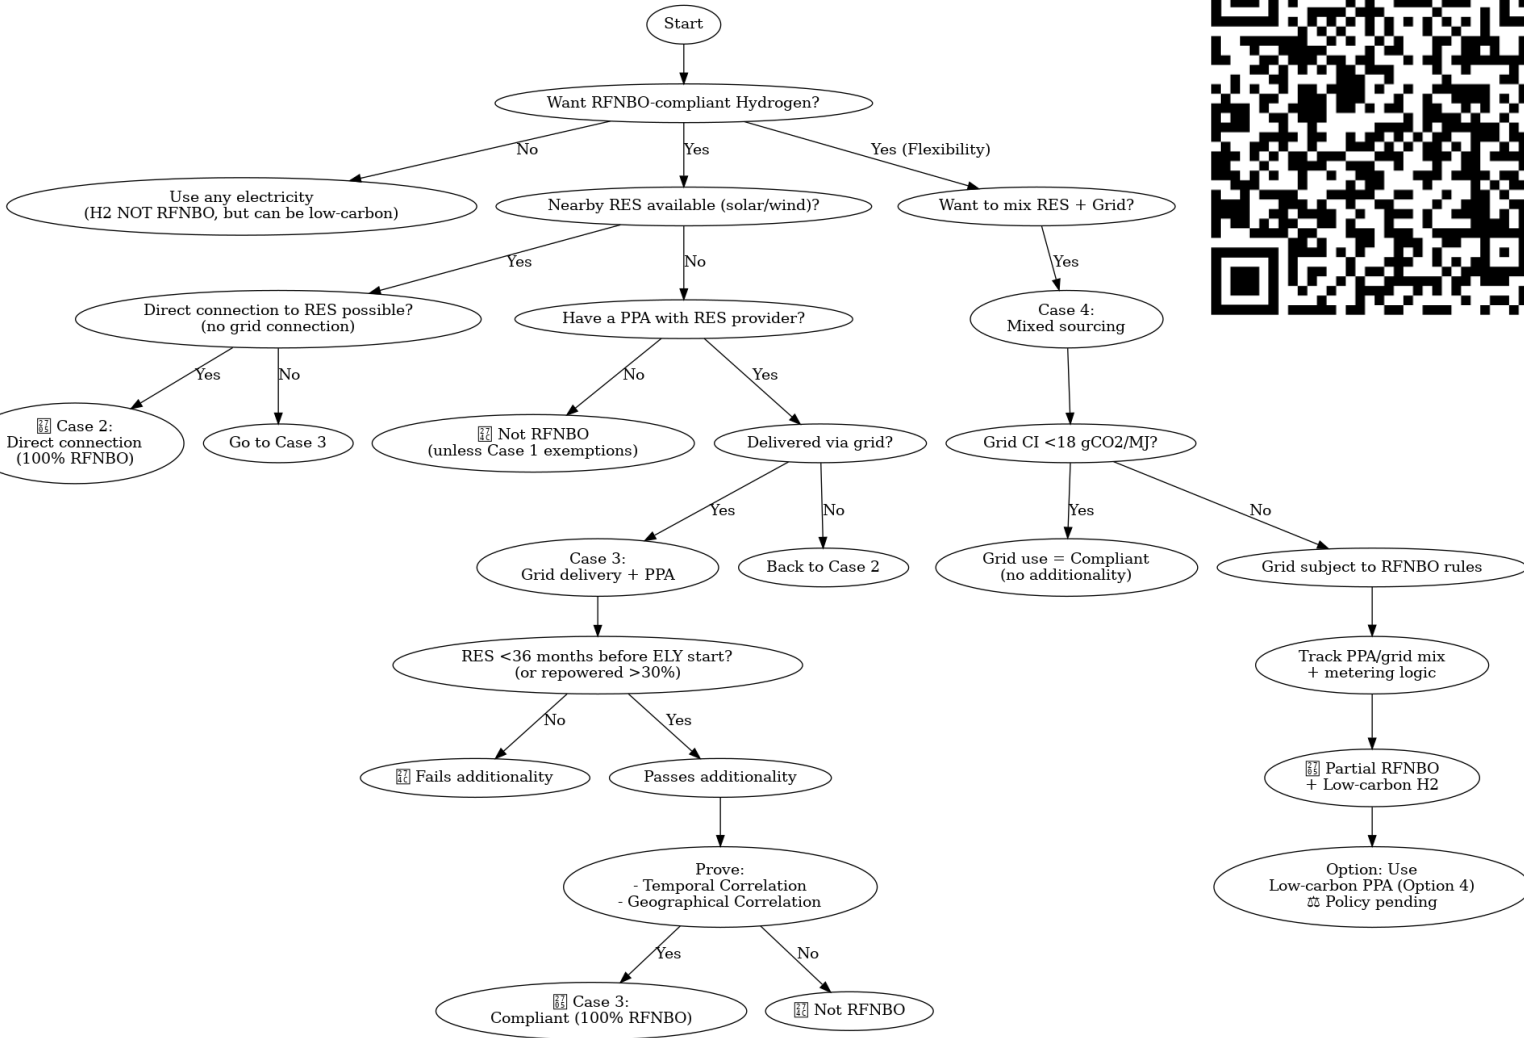 Start
Want RFNBO-compliant Hydrogen?
No
Yes
Yes (Flexibility)
Use any electricity
(H2 NOT RFNBO, but can be low-carbon)
Nearby RES available (solar/wind)?
Want to mix RES + Grid?
Yes
No
Yes
Direct connection to RES possible?
(no grid connection)
Have a PPA with RES provider?
Case 4:
Mixed sourcing
Yes
No
No
Yes
Case 2:
Direct connection
(100% RFNBO)
Go to Case 3
Not RFNBO
(unless Case 1 exemptions)
Delivered via grid?
Grid CI <18 gCO2/MJ?
Yes
No
Yes
No
Case 3:
Grid delivery + PPA
Back to Case 2
Grid use = Compliant
(no additionality)
Grid subject to RFNBO rules
RES <36 months before ELY start?
(or repowered >30%)
Track PPA/grid mix
+ metering logic
No
Yes
Fails additionality
Passes additionality
Partial RFNBO
+ Low-carbon H2
Prove:
- Temporal Correlation
- Geographical Correlation
Option: Use
Low-carbon PPA (Option 4)
⚖ Policy pending
Yes
No
Case 3:
Compliant (100% RFNBO)
Not RFNBO